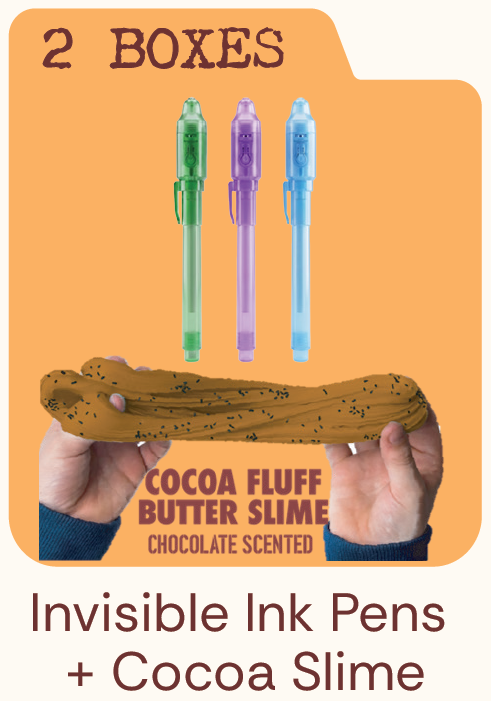 2 BOXES
COCOA FLUFF
BUTTER SLIME
CHOCOLATE SCENTED
Invisible Ink Pens
+ Cocoa Slime